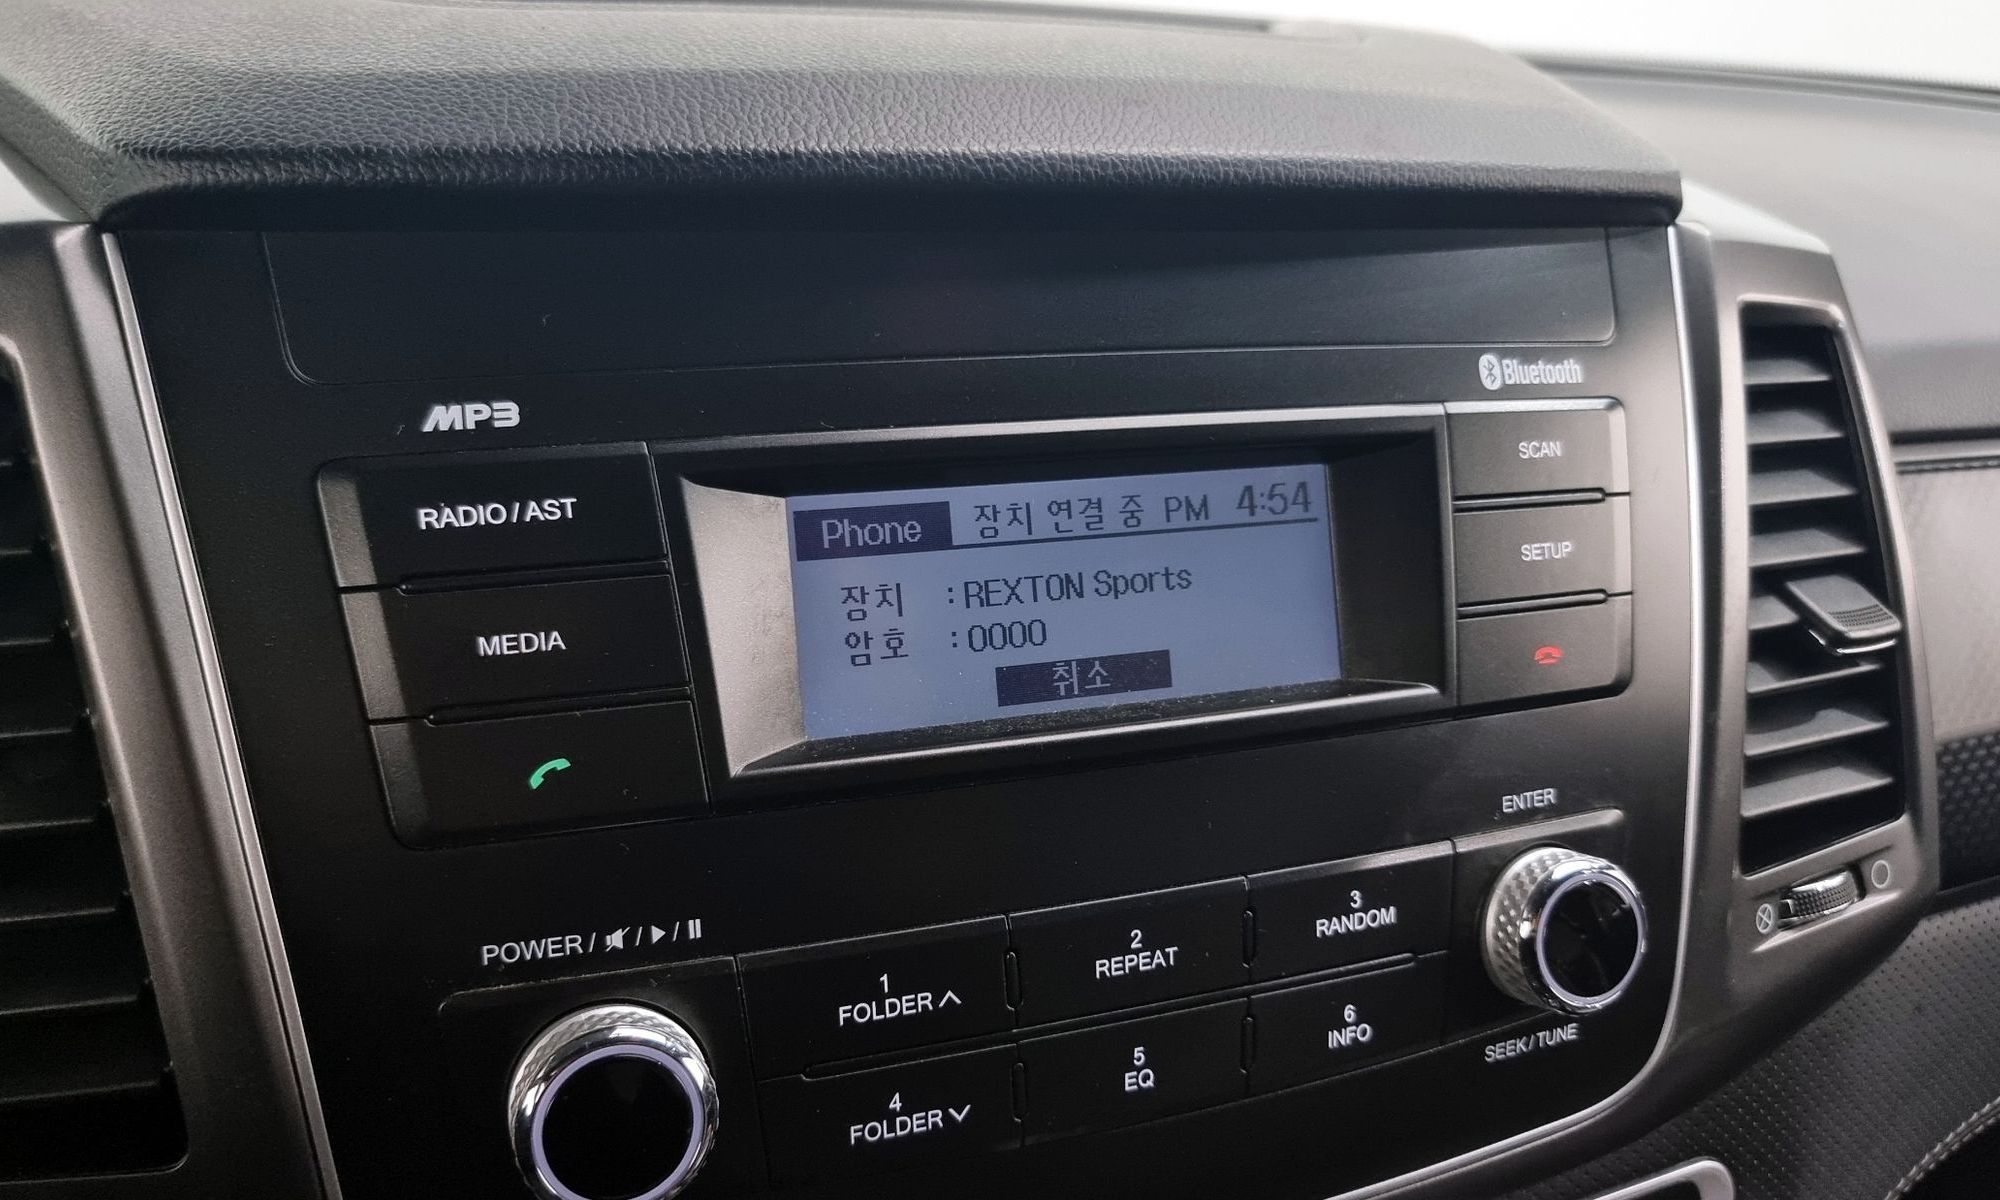 MP3
Bluetooth
RADIO / AST
MEDIA
Phone 장치 연결 중 PM 4:54
장치 : REXTON Sports
암호 : 0000
취소
SCAN
SETUP
POWER / / /
ENTER
1
FOLDER
2
REPEAT
3
RANDOM
4
FOLDER
5
EQ
6
INFO
SEEK / TUNE